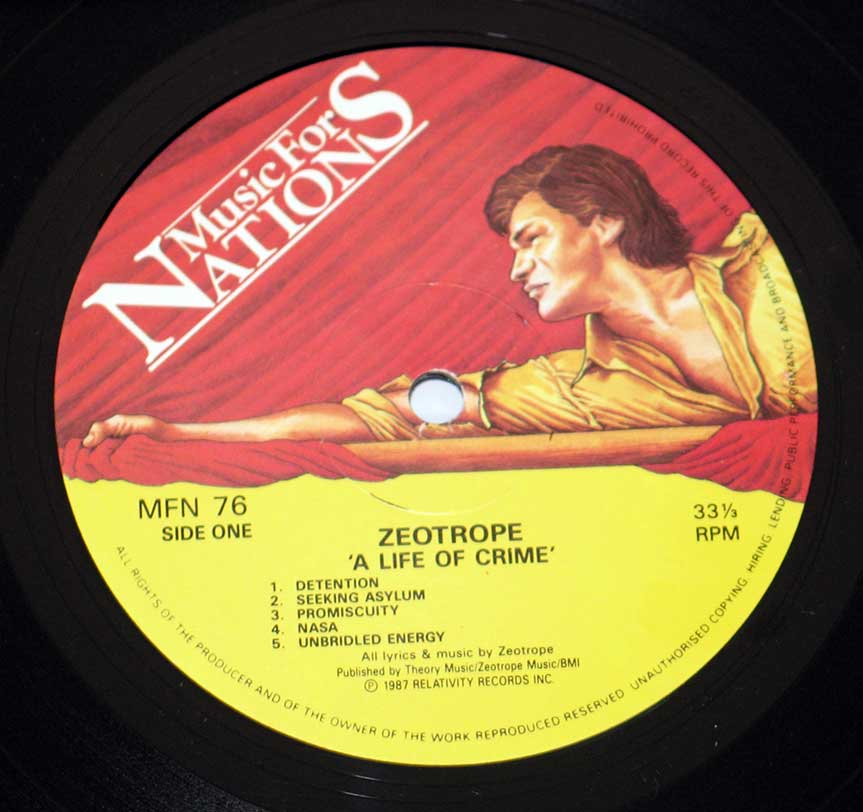 Music For
NATIONS
MFN 76
SIDE ONE
33⅓
RPM
ZEOTROPE
'A LIFE OF CRIME'
1. DETENTION
2. SEEKING ASYLUM
3. PROMISCUITY
4. NASA
5. UNBRIDLED ENERGY
All lyrics & music by Zeotrope
Published by Theory Music/Zeotrope Music/BMI
℗ 1987 RELATIVITY RECORDS INC.
ALL RIGHTS OF THE PRODUCER AND OF THE OWNER OF THE WORK REPRODUCED RESERVED. UNAUTHORISED COPYING. HIRING. LENDING. PUBLIC PERFORMANCE AND BROADCASTING OF THIS RECORD PROHIBITED